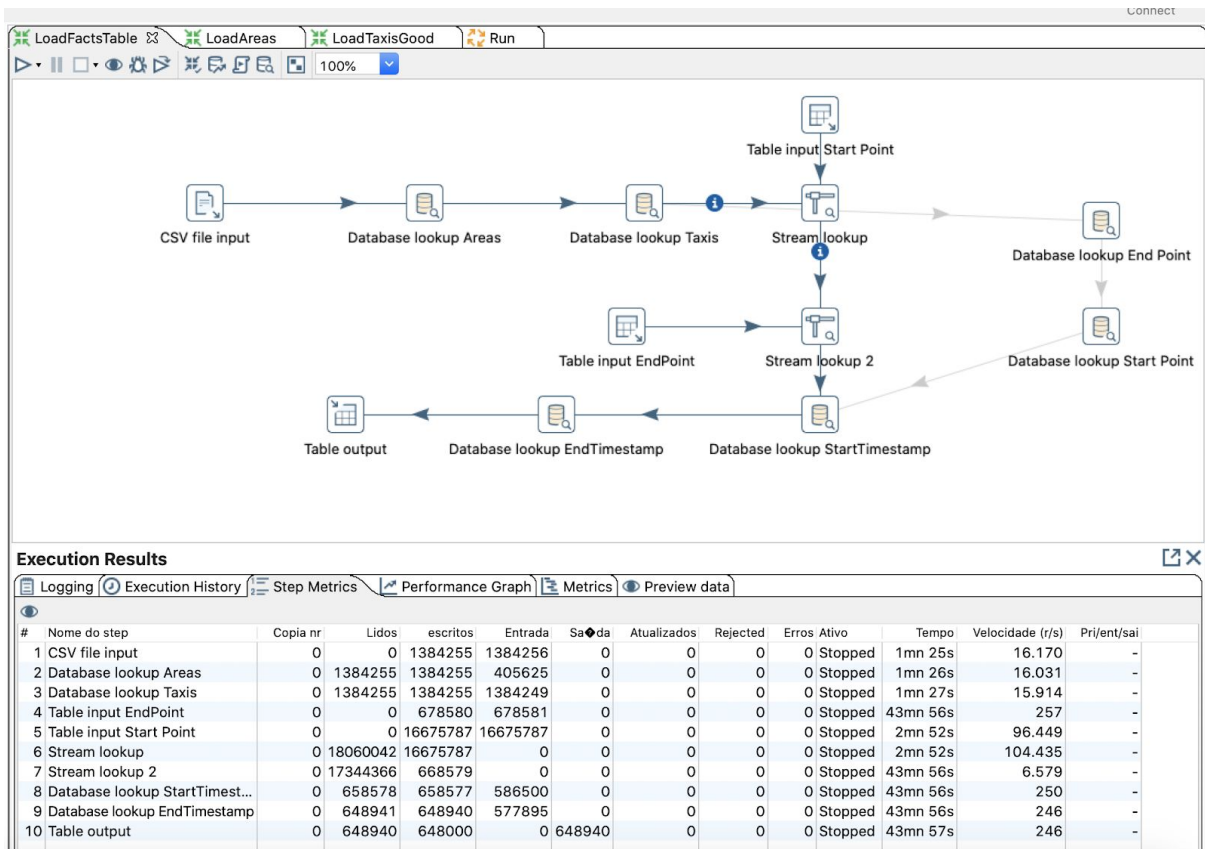 Connect
LoadFactsTable LoadAreas LoadTaxisGood Run
100%
Table input Start Point
CSV file input Database lookup Areas Database lookup Taxis Stream lookup
Database lookup End Point
Table input EndPoint Stream lookup 2 Database lookup Start Point
Table output Database lookup EndTimestamp Database lookup StartTimestamp
Execution Results
Logging Execution History Step Metrics Performance Graph Metrics Preview data
# Nome do step Copia nr Lidos escritos Entrada Sa�da Atualizados Rejected Erros Ativo Tempo Velocidade (r/s) Pri/ent/sai
1 CSV file input 0 0 1384255 1384256 0 0 0 0 Stopped 1mn 25s 16.170 -
2 Database lookup Areas 0 1384255 1384255 405625 0 0 0 0 Stopped 1mn 26s 16.031 -
3 Database lookup Taxis 0 1384255 1384255 1384249 0 0 0 0 Stopped 1mn 27s 15.914 -
4 Table input EndPoint 0 0 678580 678581 0 0 0 0 Stopped 43mn 56s 257 -
5 Table input Start Point 0 0 16675787 16675787 0 0 0 0 Stopped 2mn 52s 96.449 -
6 Stream lookup 0 18060042 16675787 0 0 0 0 0 Stopped 2mn 52s 104.435 -
7 Stream lookup 2 0 17344366 668579 0 0 0 0 0 Stopped 43mn 56s 6.579 -
8 Database lookup StartTimest... 0 658578 658577 586500 0 0 0 0 Stopped 43mn 56s 250 -
9 Database lookup EndTimestamp 0 648941 648940 577895 0 0 0 0 Stopped 43mn 56s 246 -
10 Table output 0 648940 648000 0 648940 0 0 0 Stopped 43mn 57s 246 -